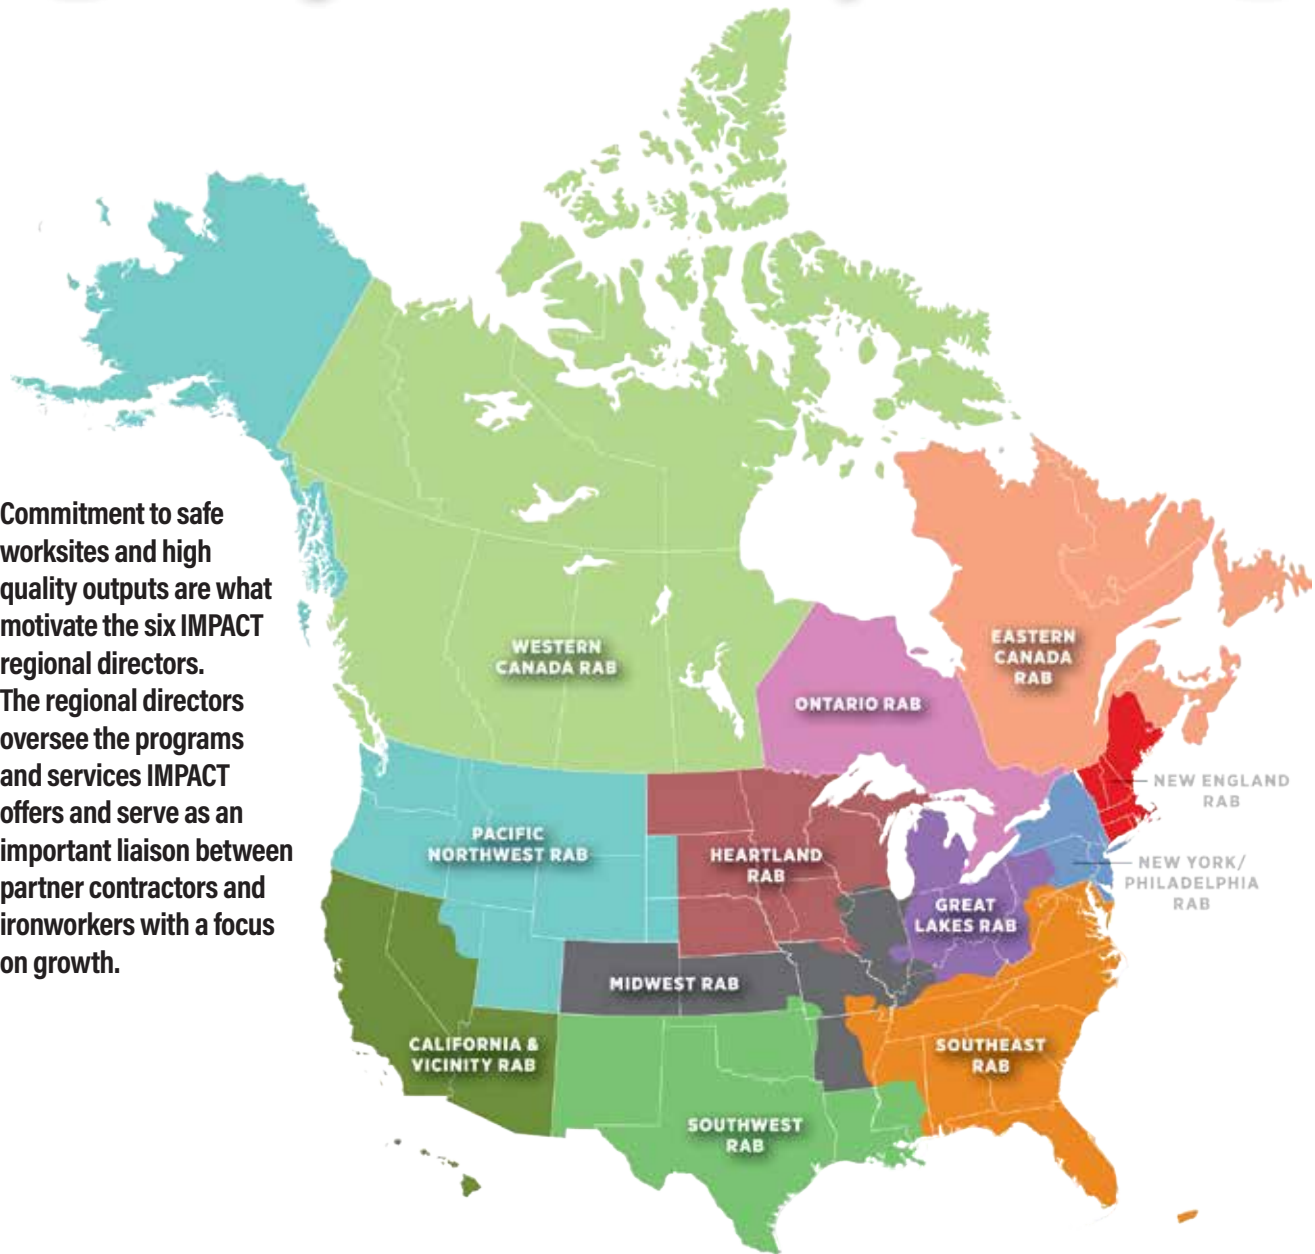 Commitment to safe
worksites and high
quality outputs are what
motivate the six IMPACT
regional directors.
The regional directors
oversee the programs
and services IMPACT
offers and serve as an
important liaison between
partner contractors and
ironworkers with a focus
on growth.
WESTERN
CANADA RAB
ONTARIO RAB
EASTERN
CANADA
RAB
NEW ENGLAND
RAB
PACIFIC
NORTHWEST RAB
HEARTLAND
RAB
NEW YORK/
PHILADELPHIA
RAB
GREAT
LAKES RAB
MIDWEST RAB
CALIFORNIA &
VICINITY RAB
SOUTHEAST
RAB
SOUTHWEST
RAB